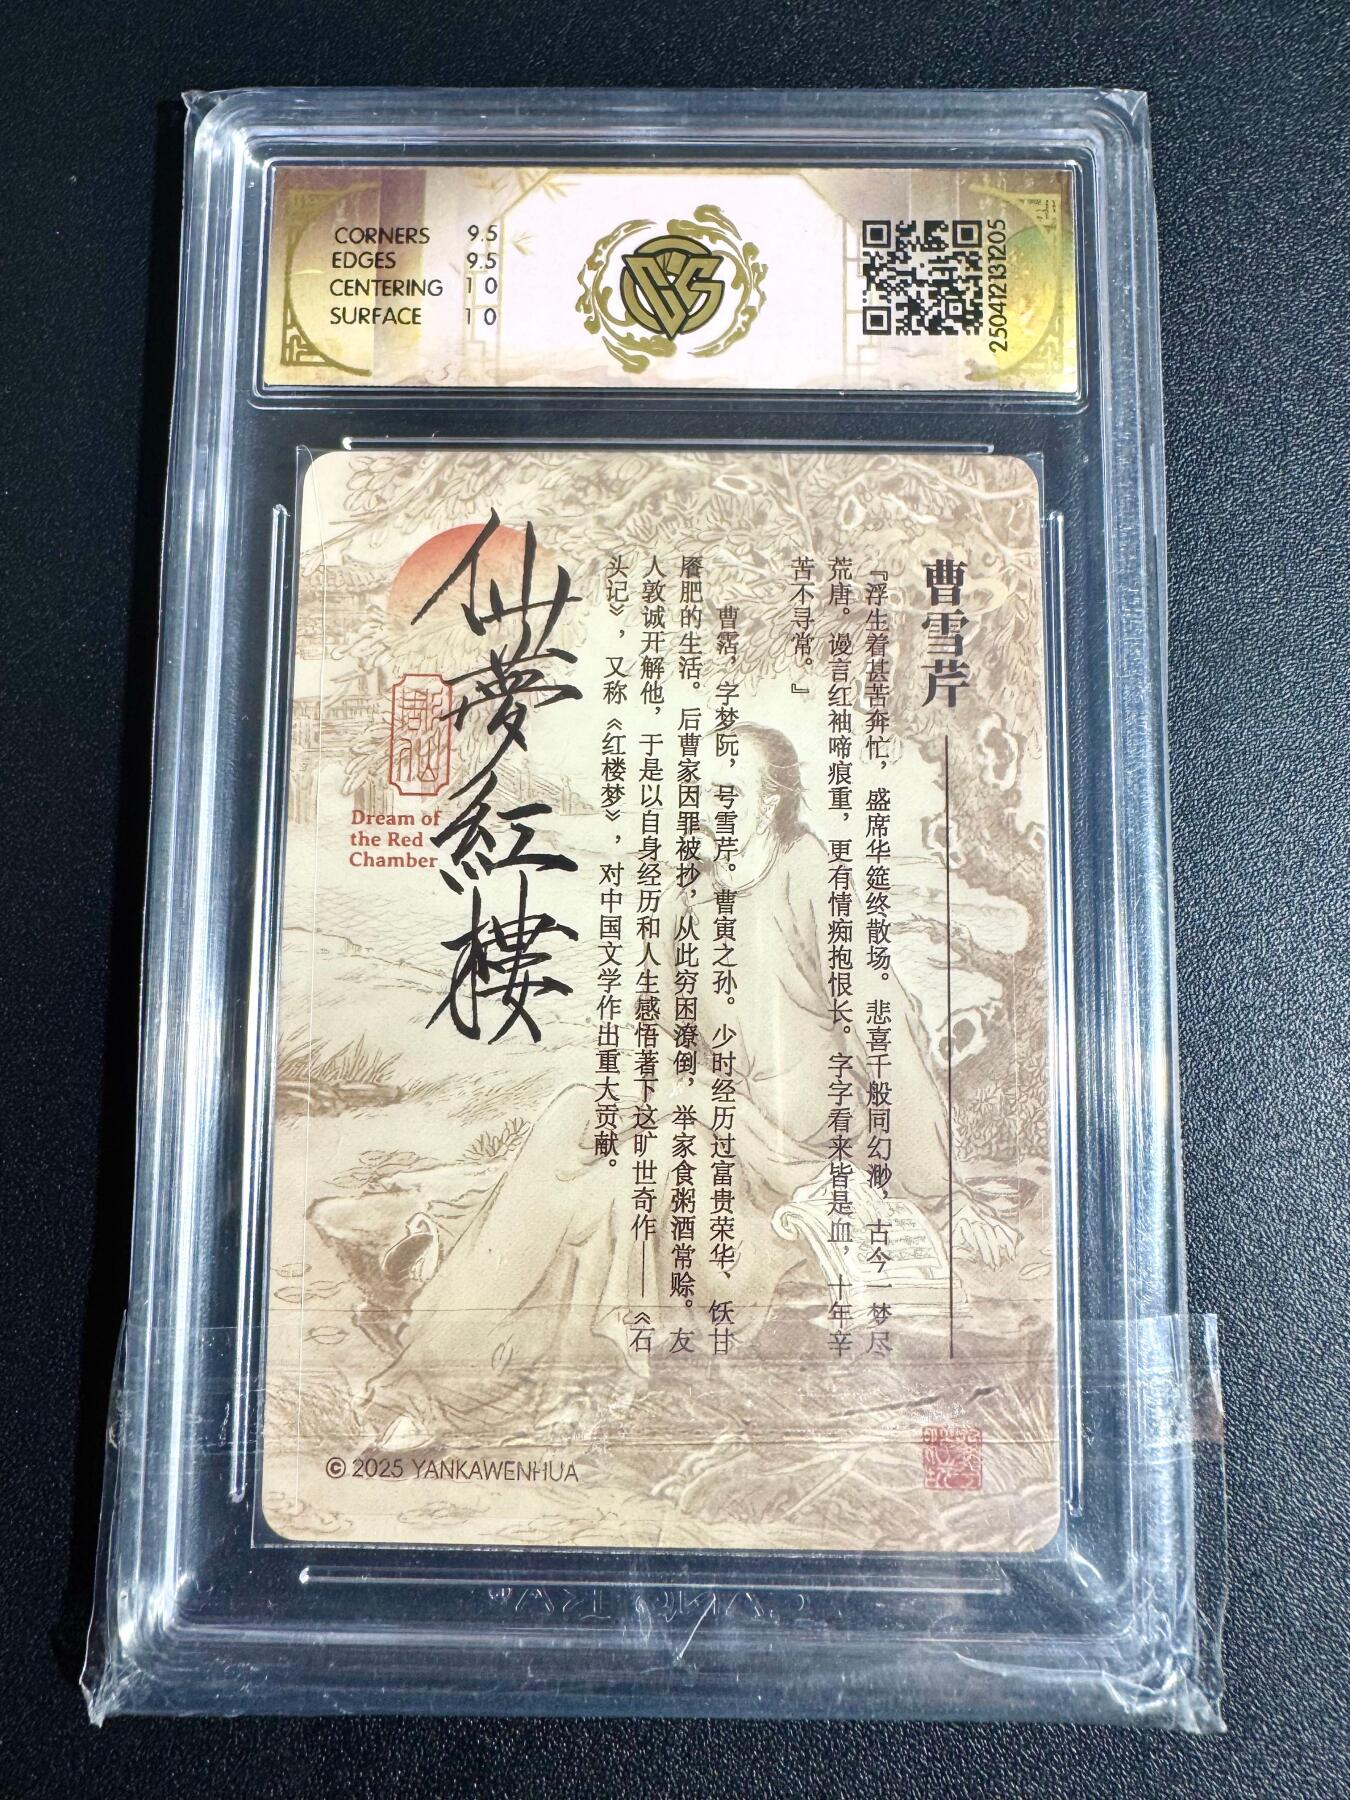 CORNERS 9.5
EDGES 9.5
CENTERING 10
SURFACE 10
250412131205
曹雪芹
『浮生着甚苦奔忙，盛席华筵终散场。悲喜千般同幻渺，古今一梦尽
荒唐。谩言红袖啼痕重，更有情痴抱恨长。字字看来皆是血，十年辛
苦不寻常。』
曹霑，字梦阮，号雪芹。曹寅之孙。少时经历过富贵荣华、饫甘
餍肥的生活。后曹家因罪被抄，从此穷困潦倒，举家食粥酒常赊。友
人敦诚开解他，于是以自身经历和人生感悟著下这旷世奇作——《石
头记》，又称《红楼梦》，对中国文学作出重大贡献。
仙夢紅樓
Dream of
the Red
Chamber
© 2025 YANKAWENHUA